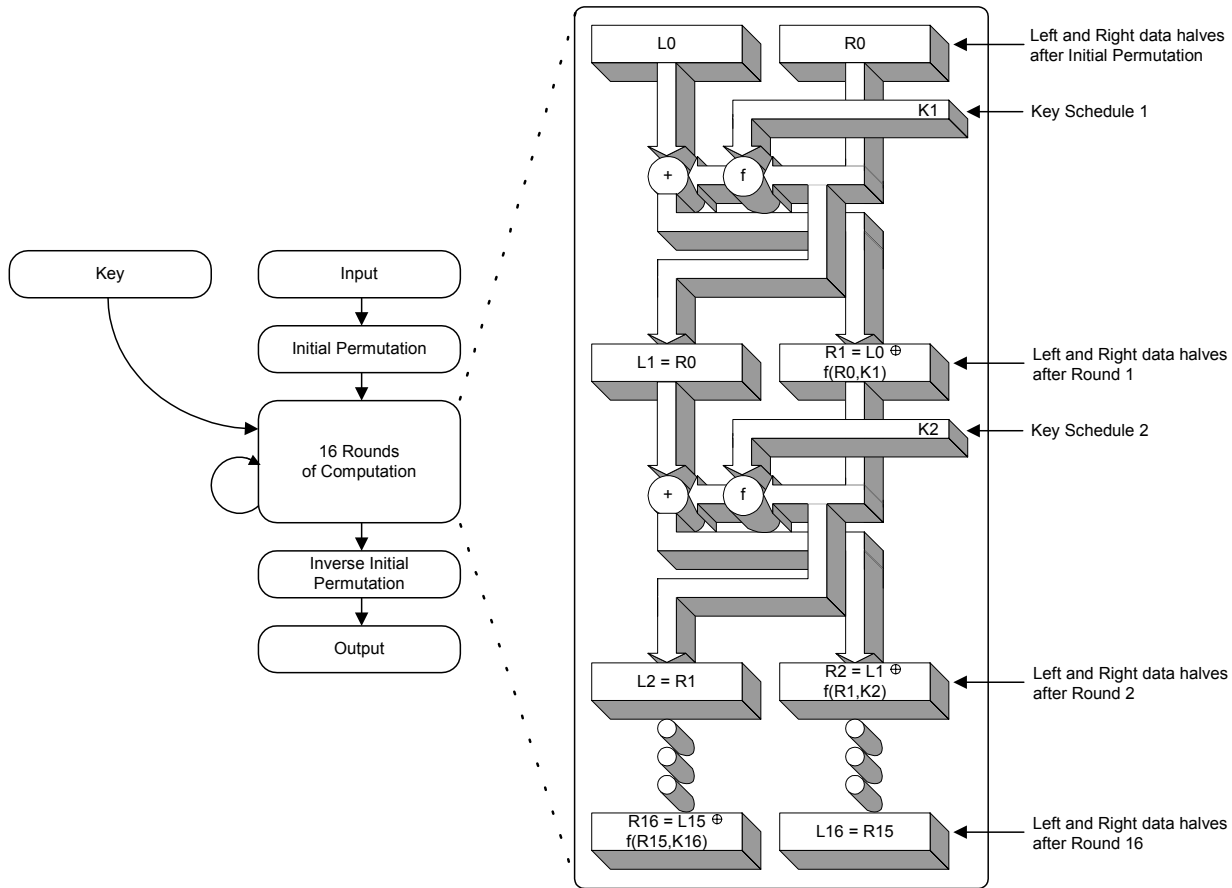 Key
Input
Initial Permutation
16 Rounds
of Computation
Inverse Initial
Permutation
Output
L0
R0
Left and Right data halves
after Initial Permutation
K1
Key Schedule 1
+
f
L1 = R0
R1 = L0 ⊕
f(R0,K1)
Left and Right data halves
after Round 1
K2
Key Schedule 2
+
f
L2 = R1
R2 = L1 ⊕
f(R1,K2)
Left and Right data halves
after Round 2
R16 = L15 ⊕
f(R15,K16)
L16 = R15
Left and Right data halves
after Round 16